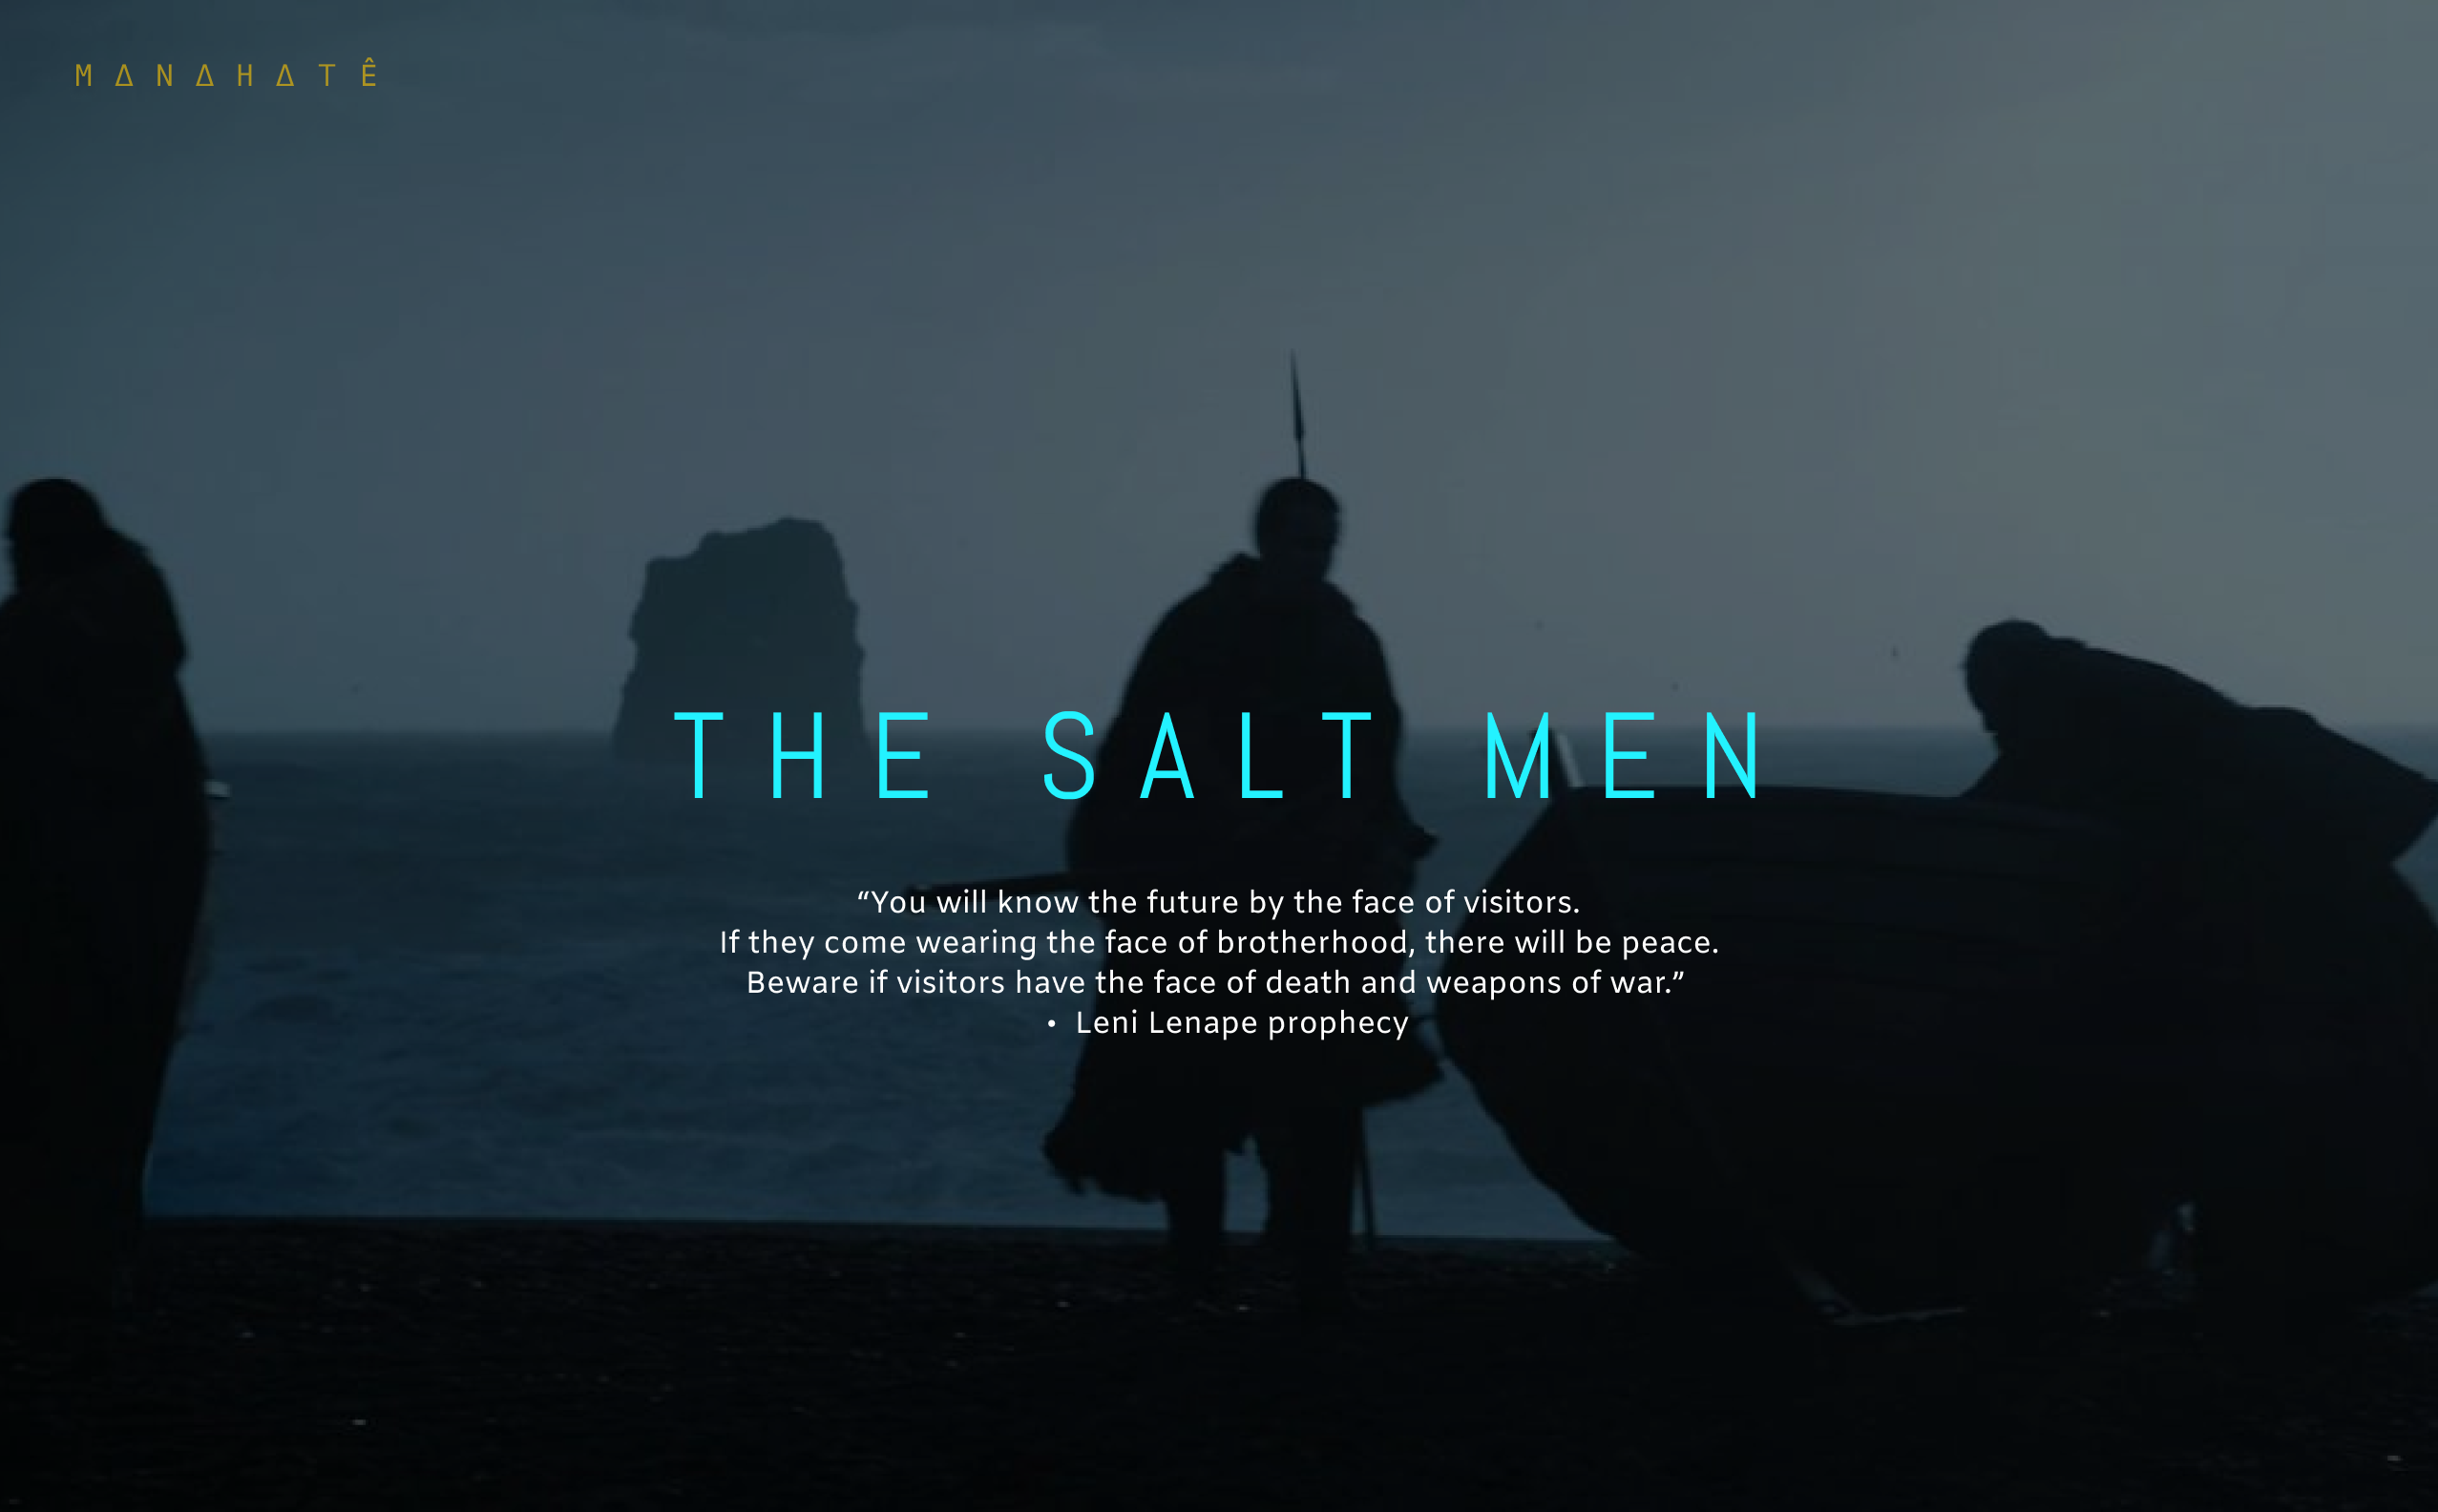 M Δ N Δ H Δ T Ê
THE SALT MEN
“You will know the future by the face of visitors.
If they come wearing the face of brotherhood, there will be peace.
Beware if visitors have the face of death and weapons of war.”
• Leni Lenape prophecy